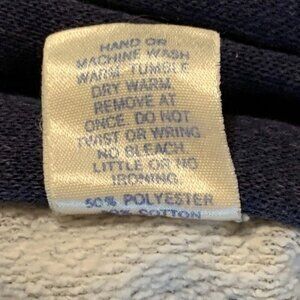 HAND OR
MACHINE WASH
WARM. TUMBLE
DRY WARM.
REMOVE AT
ONCE. DO NOT
TWIST OR WRING
NO BLEACH.
LITTLE OR NO
IRONING.
50% POLYESTER
COTTON